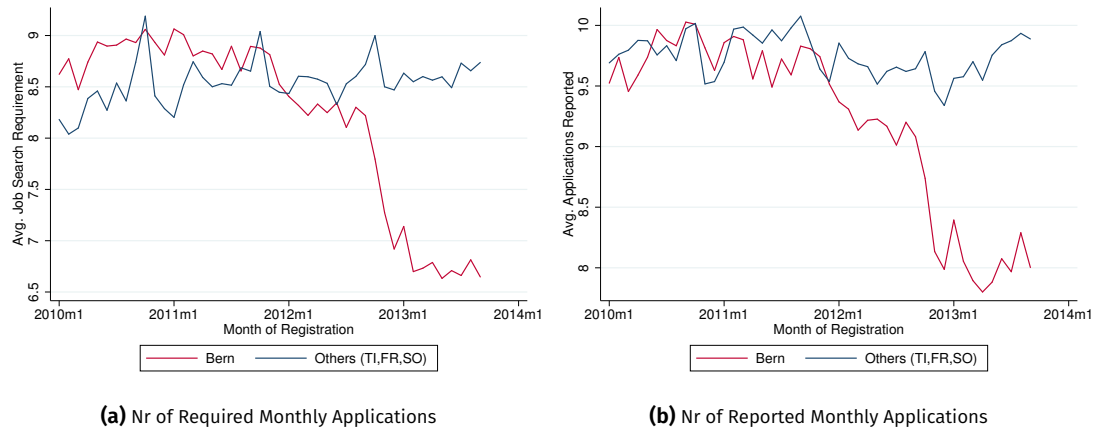 Avg. Job Search Requirement
9
8.5
8
7.5
7
6.5
2010m1 2011m1 2012m1 2013m1 2014m1
Month of Registration
Bern Others (TI,FR,SO)
(a) Nr of Required Monthly Applications
Avg. Applications Reported
10
9.5
9
8.5
8
2010m1 2011m1 2012m1 2013m1 2014m1
Month of Registration
Bern Others (TI,FR,SO)
(b) Nr of Reported Monthly Applications